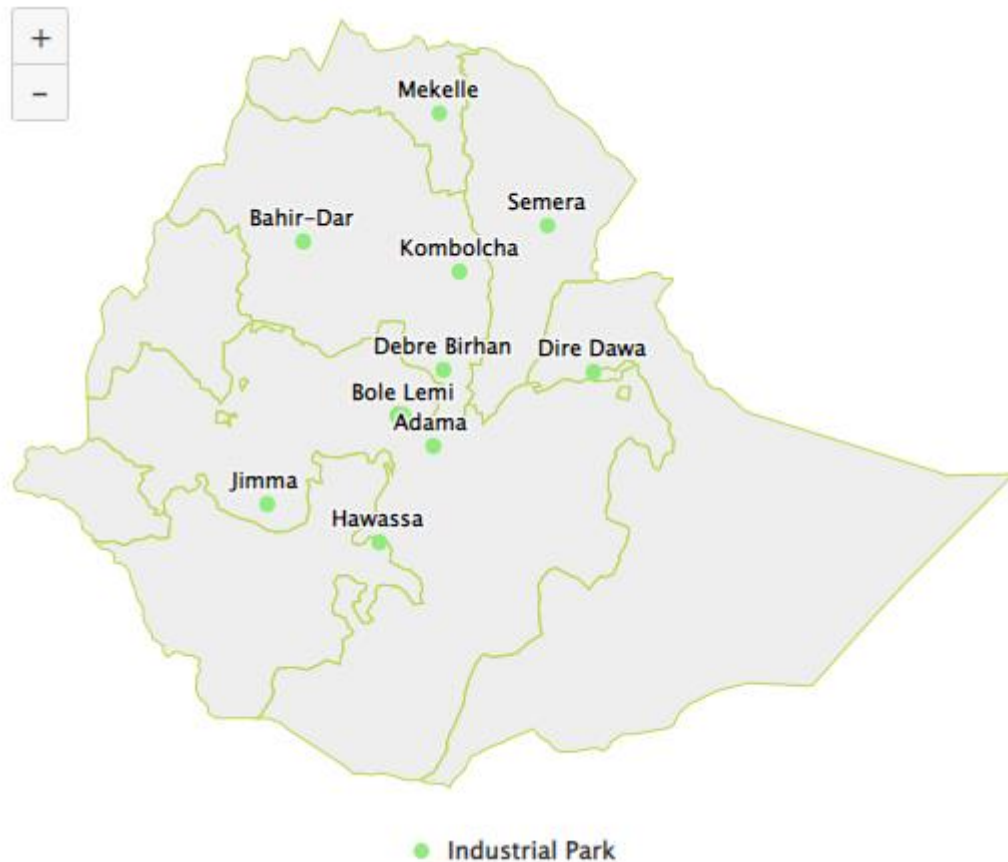 +
-
Mekelle
Semera
Bahir-Dar
Kombolcha
Debre Birhan
Dire Dawa
Bole Lemi
Adama
Jimma
Hawassa
Industrial Park